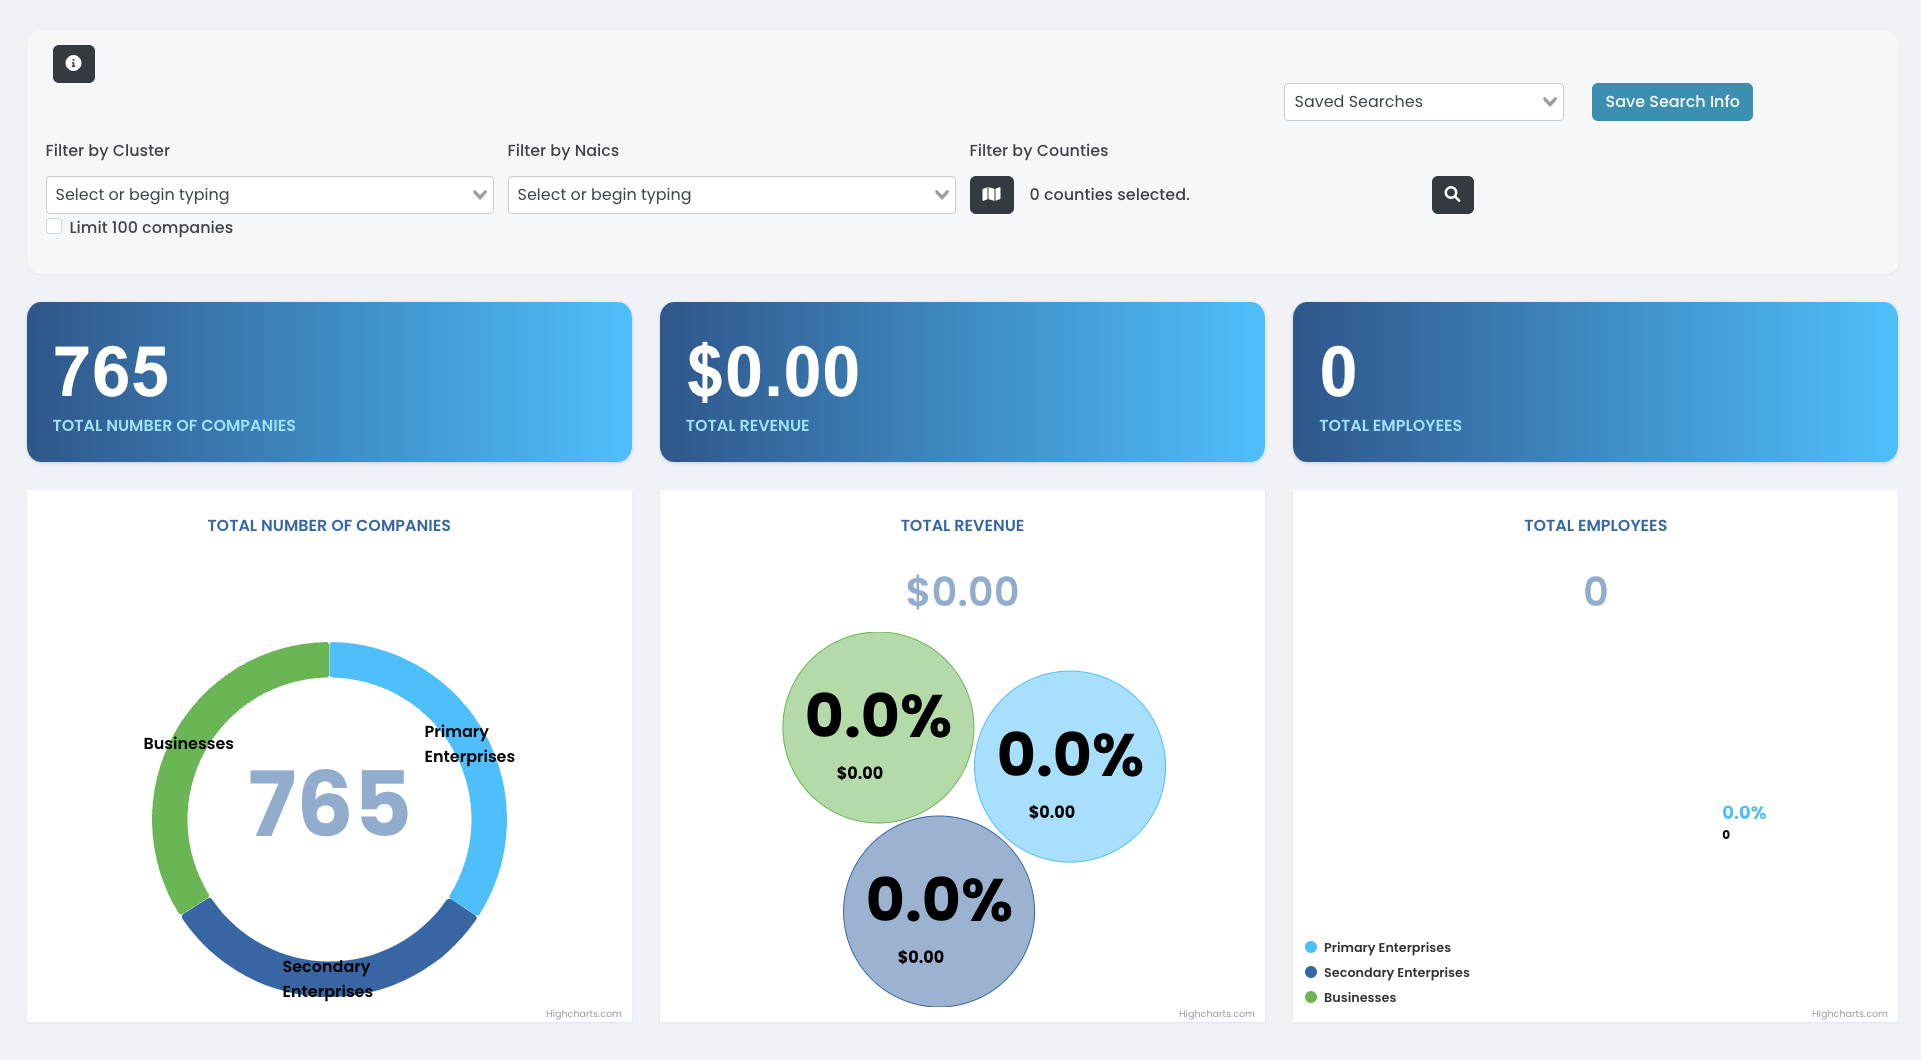 Saved Searches
Save Search Info
Filter by Cluster
Filter by Naics
Filter by Counties
Select or begin typing
Select or begin typing
0 counties selected.
Limit 100 companies
765
TOTAL NUMBER OF COMPANIES
$0.00
TOTAL REVENUE
0
TOTAL EMPLOYEES
TOTAL NUMBER OF COMPANIES
Businesses
Primary
Enterprises
765
Secondary
Enterprises
Highcharts.com
TOTAL REVENUE
$0.00
0.0%
$0.00
0.0%
$0.00
0.0%
$0.00
Highcharts.com
TOTAL EMPLOYEES
0
0.0%
0
Primary Enterprises
Secondary Enterprises
Businesses
Highcharts.com